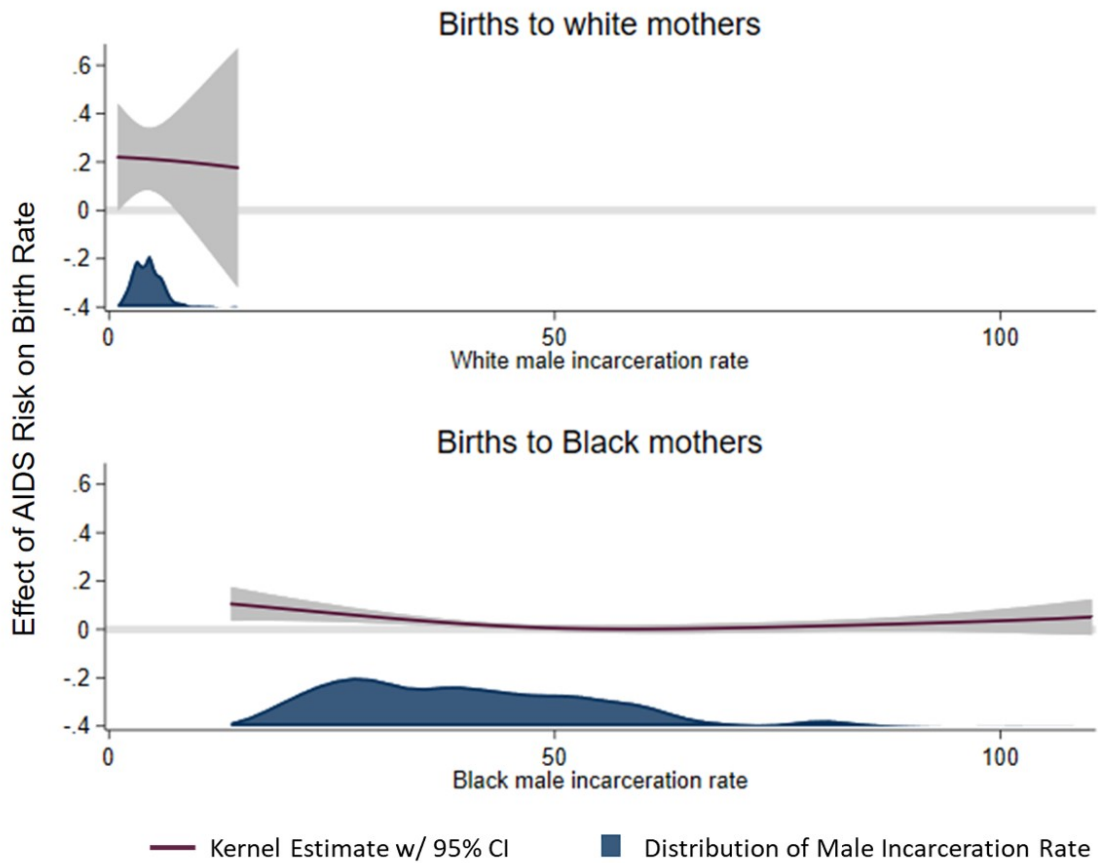 Births to white mothers
Effect of AIDS Risk on Birth Rate
.6
.4
.2
0
-.2
-.4
0 50 100
White male incarceration rate
Births to Black mothers
.6
.4
.2
0
-.2
-.4
0 50 100
Black male incarceration rate
Kernel Estimate w/ 95% CI Distribution of Male Incarceration Rate